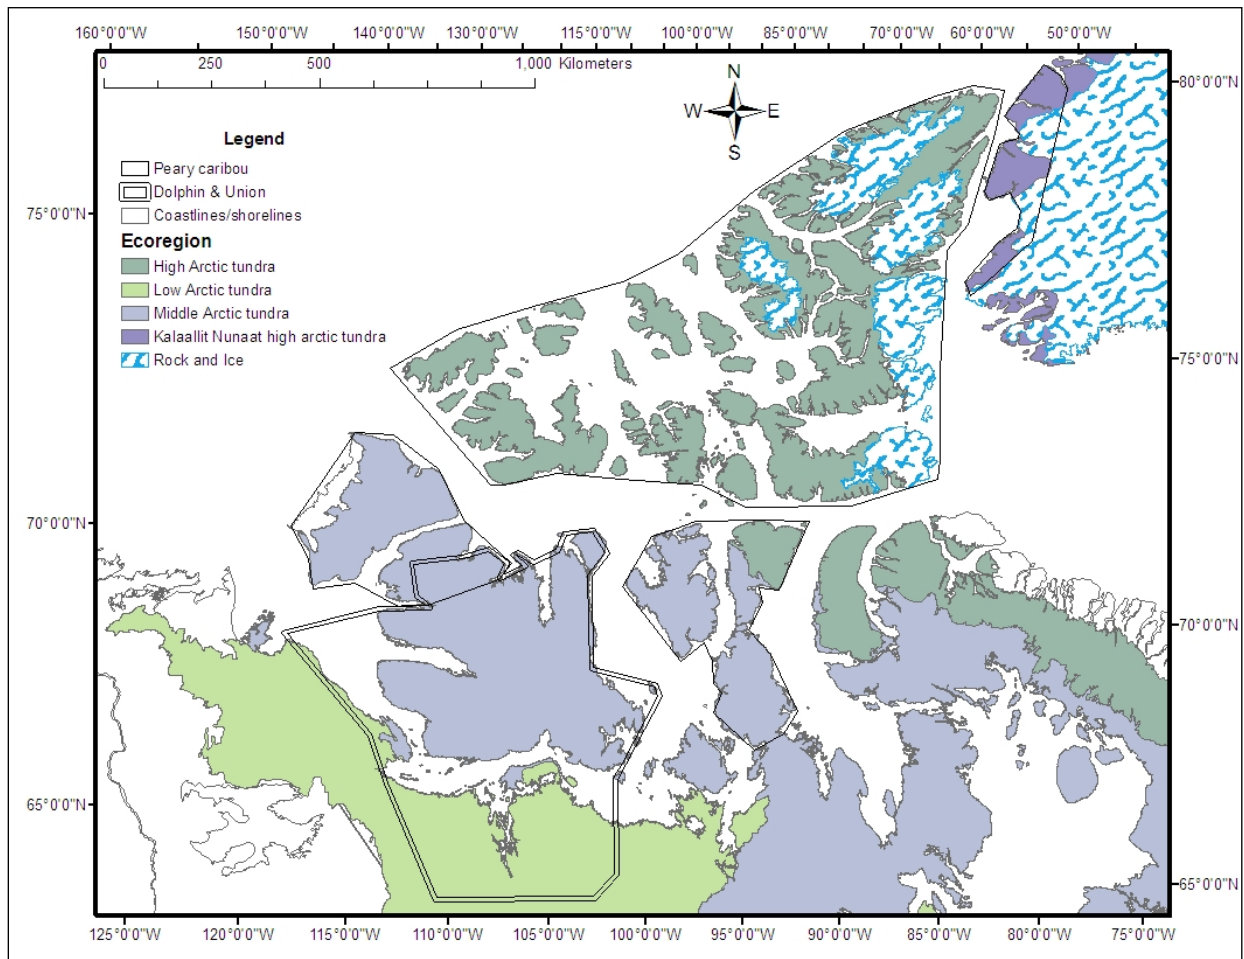 160°0'0"W 150°0'0"W 140°0'0"W 130°0'0"W 115°0'0"W 100°0'0"W 85°0'0"W 70°0'0"W 60°0'0"W 50°0'0"W
0 250 500 1,000 Kilometers
N
W E
S
80°0'0"N
Legend
Peary caribou
Dolphin & Union
Coastlines/shorelines
Ecoregion
High Arctic tundra
Low Arctic tundra
Middle Arctic tundra
Kalaallit Nunaat high arctic tundra
Rock and Ice
75°0'0"N
75°0'0"N
70°0'0"N
70°0'0"N
65°0'0"N
65°0'0"N
125°0'0"W 120°0'0"W 115°0'0"W 110°0'0"W 105°0'0"W 100°0'0"W 95°0'0"W 90°0'0"W 85°0'0"W 80°0'0"W 75°0'0"W